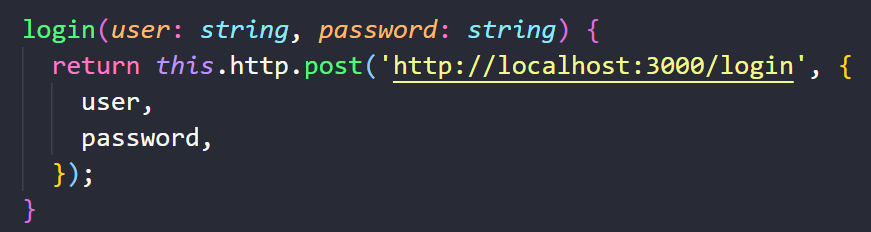 login(user: string, password: string) {
  return this.http.post('http://localhost:3000/login', {
    user,
    password,
  });
}